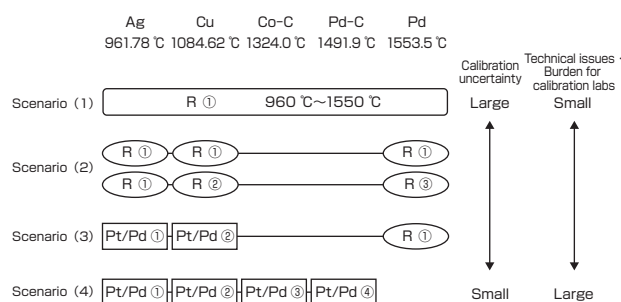 Ag Cu Co-C Pd-C Pd
961.78 ℃ 1084.62 ℃ 1324.0 ℃ 1491.9 ℃ 1553.5 ℃
Calibration uncertainty
Technical issues・
Burden for
calibration labs
Scenario (1) R ① 960 ℃~1550 ℃ Large Small
Scenario (2)
R ① R ① R ①
R ① R ② R ③
Scenario (3) Pt/Pd ① Pt/Pd ② R ①
Scenario (4) Pt/Pd ① Pt/Pd ② Pt/Pd ③ Pt/Pd ④ Small Large